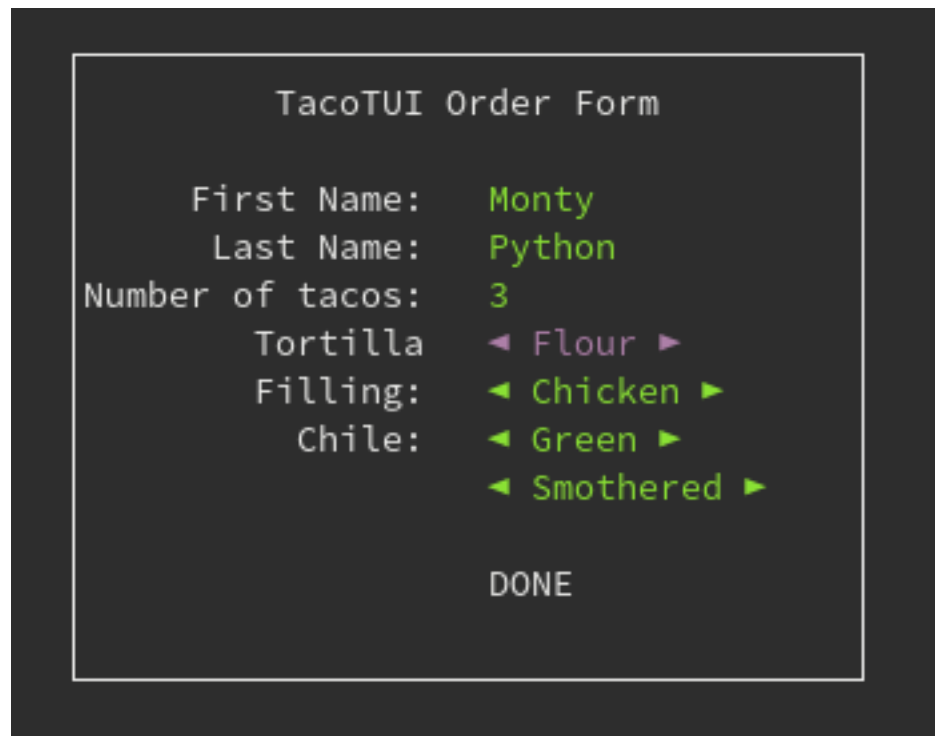 TacoTUI Order Form
First Name: Monty
Last Name: Python
Number of tacos: 3
Tortilla ◄ Flour ►
Filling: ◄ Chicken ►
Chile: ◄ Green ►
◄ Smothered ►
DONE